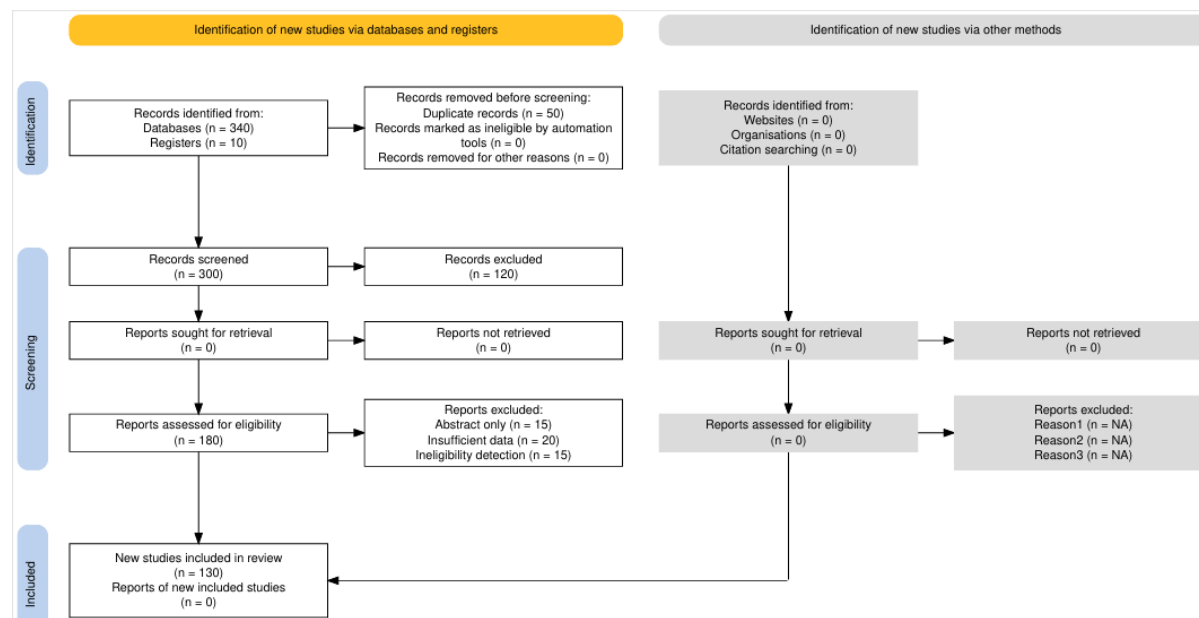 Identification of new studies via databases and registers
Identification of new studies via other methods
Identification
Records identified from:
Databases (n = 340)
Registers (n = 10)
Records removed before screening:
Duplicate records (n = 50)
Records marked as ineligible by automation
tools (n = 0)
Records removed for other reasons (n = 0)
Records identified from:
Websites (n = 0)
Organisations (n = 0)
Citation searching (n = 0)
Screening
Records screened
(n = 300)
Records excluded
(n = 120)
Reports sought for retrieval
(n = 0)
Reports not retrieved
(n = 0)
Reports sought for retrieval
(n = 0)
Reports not retrieved
(n = 0)
Reports assessed for eligibility
(n = 180)
Reports excluded:
Abstract only (n = 15)
Insufficient data (n = 20)
Ineligibility detection (n = 15)
Reports assessed for eligibility
(n = 0)
Reports excluded:
Reason1 (n = NA)
Reason2 (n = NA)
Reason3 (n = NA)
Included
New studies included in review
(n = 130)
Reports of new included studies
(n = 0)